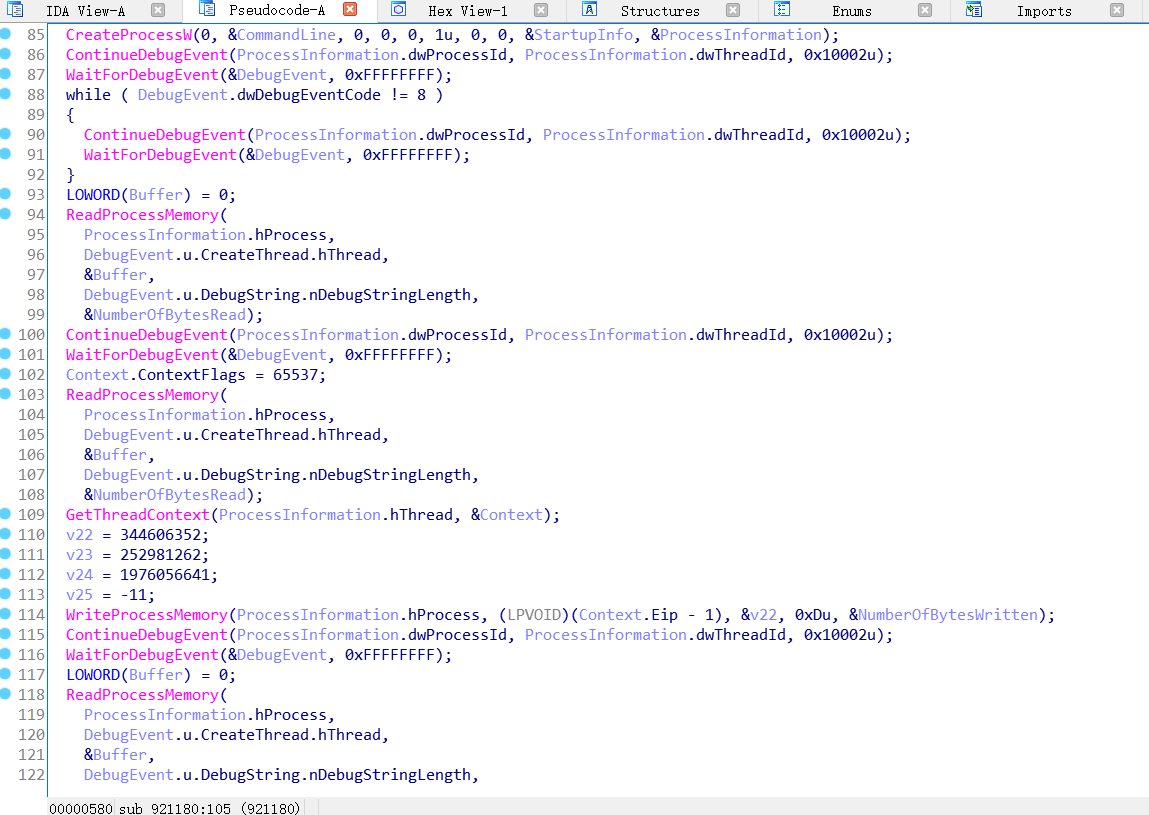 IDA View-A Pseudocode-A Hex View-1 Structures Enums Imports
85 CreateProcessW(0, &CommandLine, 0, 0, 0, 1u, 0, 0, &StartupInfo, &ProcessInformation);
86 ContinueDebugEvent(ProcessInformation.dwProcessId, ProcessInformation.dwThreadId, 0x10002u);
87 WaitForDebugEvent(&DebugEvent, 0xFFFFFFFF);
88 while ( DebugEvent.dwDebugEventCode != 8 )
89 {
90 ContinueDebugEvent(ProcessInformation.dwProcessId, ProcessInformation.dwThreadId, 0x10002u);
91 WaitForDebugEvent(&DebugEvent, 0xFFFFFFFF);
92 }
93 LOWORD(Buffer) = 0;
94 ReadProcessMemory(
95 ProcessInformation.hProcess,
96 DebugEvent.u.CreateThread.hThread,
97 &Buffer,
98 DebugEvent.u.DebugString.nDebugStringLength,
99 &NumberOfBytesRead);
100 ContinueDebugEvent(ProcessInformation.dwProcessId, ProcessInformation.dwThreadId, 0x10002u);
101 WaitForDebugEvent(&DebugEvent, 0xFFFFFFFF);
102 Context.ContextFlags = 65537;
103 ReadProcessMemory(
104 ProcessInformation.hProcess,
105 DebugEvent.u.CreateThread.hThread,
106 &Buffer,
107 DebugEvent.u.DebugString.nDebugStringLength,
108 &NumberOfBytesRead);
109 GetThreadContext(ProcessInformation.hThread, &Context);
110 v22 = 344606352;
111 v23 = 252981262;
112 v24 = 1976056641;
113 v25 = -11;
114 WriteProcessMemory(ProcessInformation.hProcess, (LPVOID)(Context.Eip - 1), &v22, 0xDu, &NumberOfBytesWritten);
115 ContinueDebugEvent(ProcessInformation.dwProcessId, ProcessInformation.dwThreadId, 0x10002u);
116 WaitForDebugEvent(&DebugEvent, 0xFFFFFFFF);
117 LOWORD(Buffer) = 0;
118 ReadProcessMemory(
119 ProcessInformation.hProcess,
120 DebugEvent.u.CreateThread.hThread,
121 &Buffer,
122 DebugEvent.u.DebugString.nDebugStringLength,
00000580 sub_921180:105 (921180)